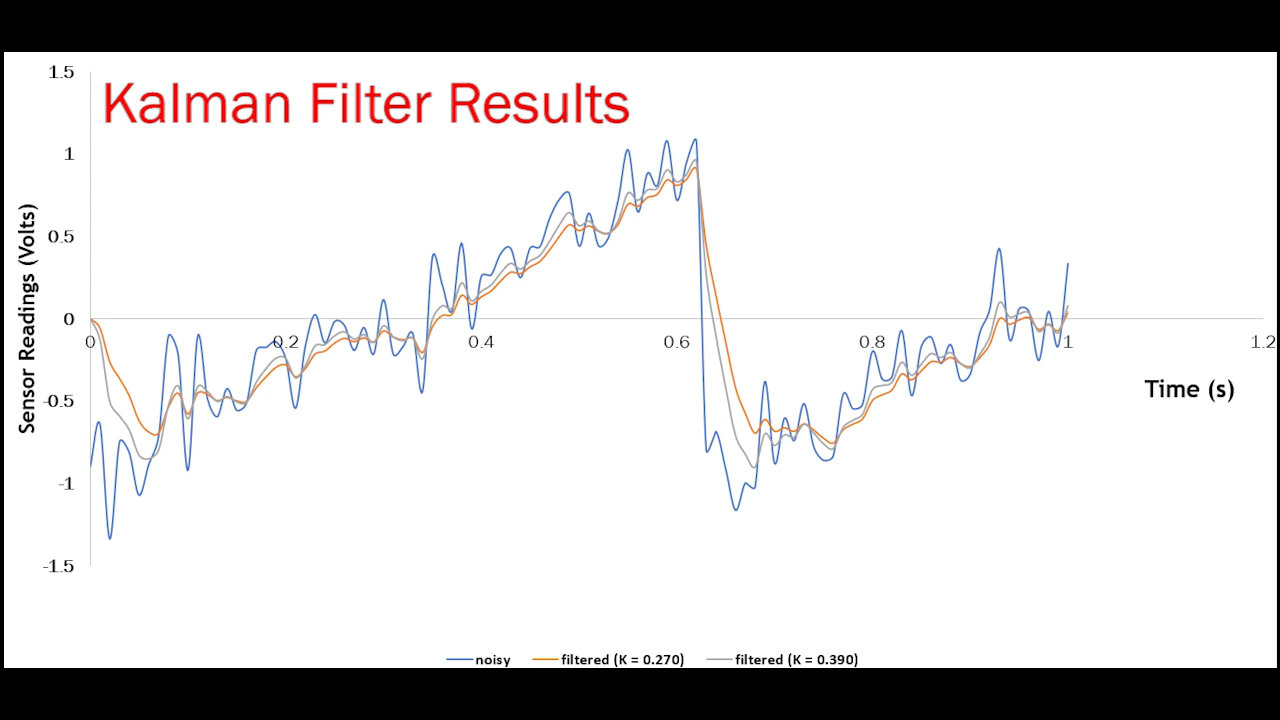 Kalman Filter Results
1.5
1
0.5
0
-0.5
-1
-1.5
0
0.2
0.4
0.6
0.8
1
1.2
Sensor Readings (Volts)
Time (s)
noisy
filtered (K = 0.270)
filtered (K = 0.390)